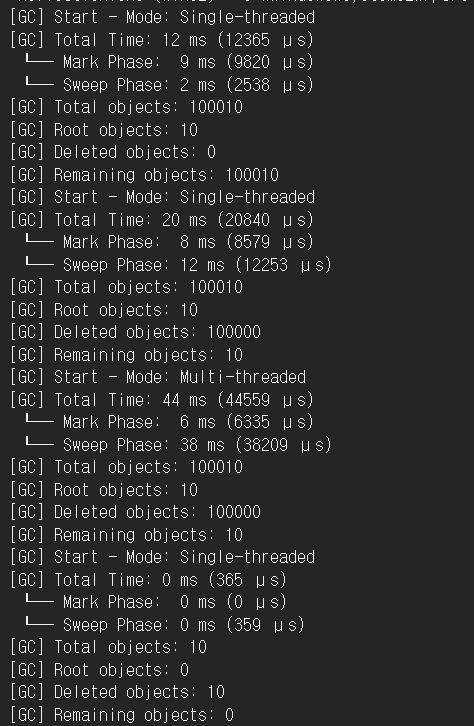 [GC] Start - Mode: Single-threaded
[GC] Total Time: 12 ms (12365 µs)
└── Mark Phase: 9 ms (9820 µs)
└── Sweep Phase: 2 ms (2538 µs)
[GC] Total objects: 100010
[GC] Root objects: 10
[GC] Deleted objects: 0
[GC] Remaining objects: 100010
[GC] Start - Mode: Single-threaded
[GC] Total Time: 20 ms (20840 µs)
└── Mark Phase: 8 ms (8579 µs)
└── Sweep Phase: 12 ms (12253 µs)
[GC] Total objects: 100010
[GC] Root objects: 10
[GC] Deleted objects: 100000
[GC] Remaining objects: 10
[GC] Start - Mode: Multi-threaded
[GC] Total Time: 44 ms (44559 µs)
└── Mark Phase: 6 ms (6335 µs)
└── Sweep Phase: 38 ms (38209 µs)
[GC] Total objects: 100010
[GC] Root objects: 10
[GC] Deleted objects: 100000
[GC] Remaining objects: 10
[GC] Start - Mode: Single-threaded
[GC] Total Time: 0 ms (365 µs)
└── Mark Phase: 0 ms (0 µs)
└── Sweep Phase: 0 ms (359 µs)
[GC] Total objects: 10
[GC] Root objects: 0
[GC] Deleted objects: 10
[GC] Remaining objects: 0